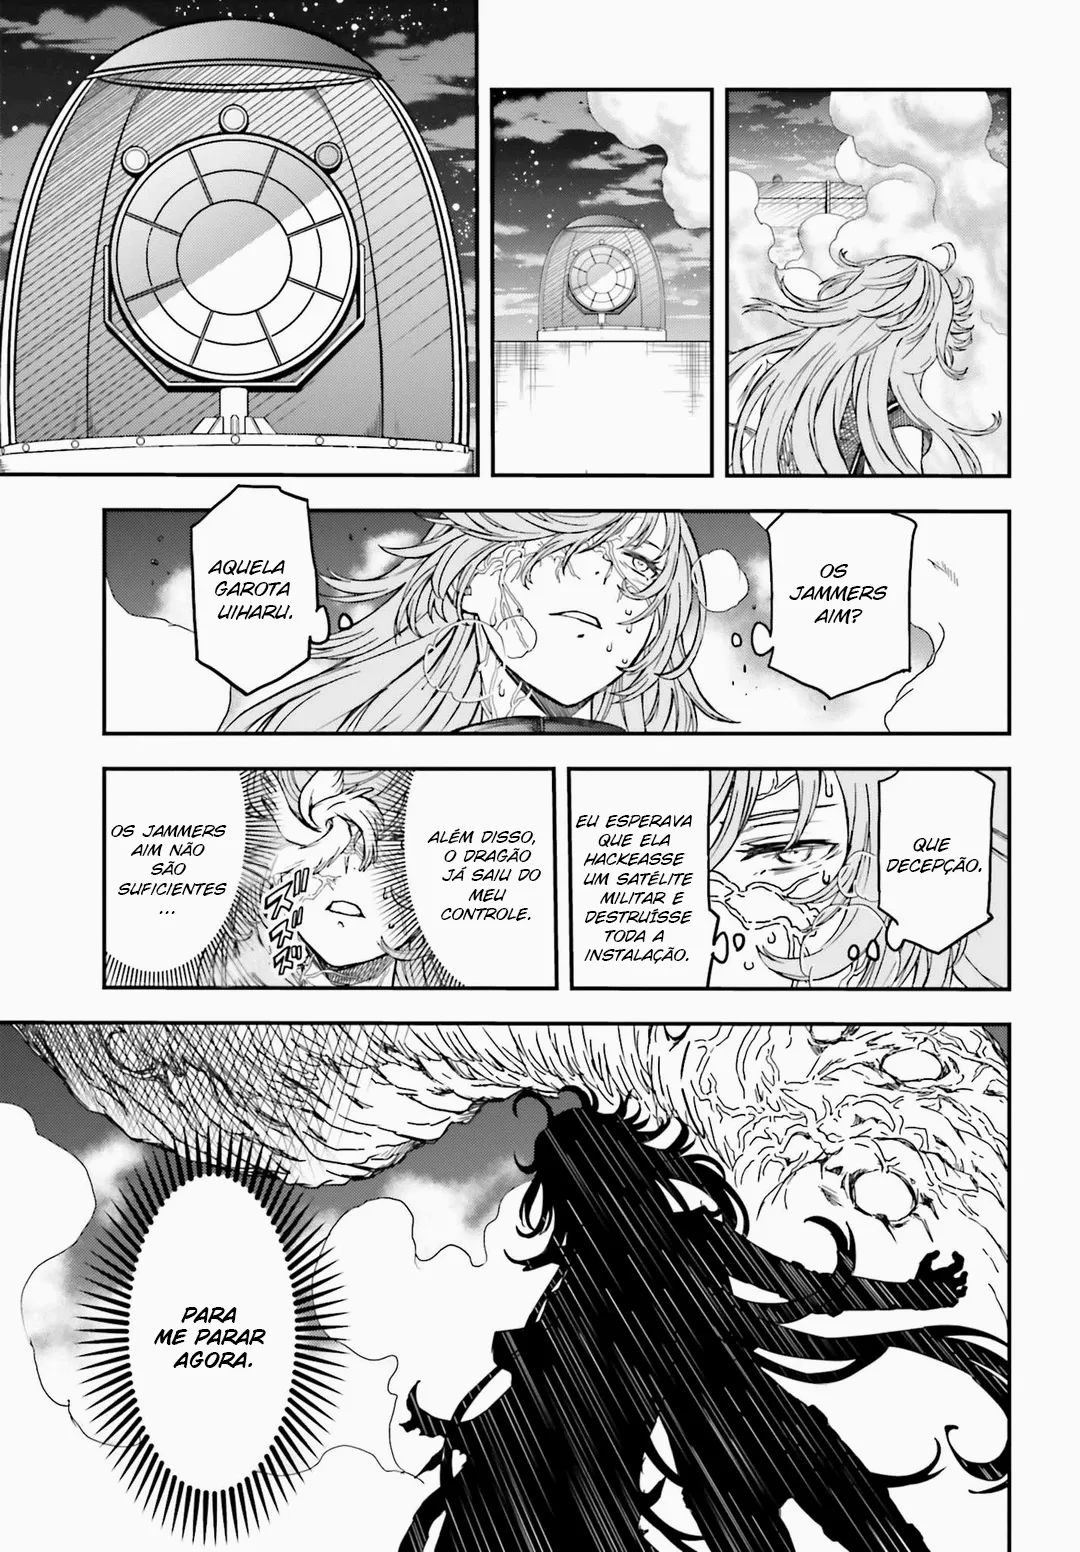 OS
JAMMERS
AIM?
AQUELA
GAROTA
UIHARU.
QUE
DECEPÇÃO.
EU ESPERAVA
QUE ELA
HACKEASSE
UM SATÉLITE
MILITAR E
DESTRUÍSSE
TODA A
INSTALAÇÃO.
ALÉM DISSO,
O DRAGÃO
JÁ SAIU DO
MEU
CONTROLE.
OS JAMMERS
AIM NÃO
SÃO
SUFICIENTES
...
PARA
ME PARAR
AGORA.